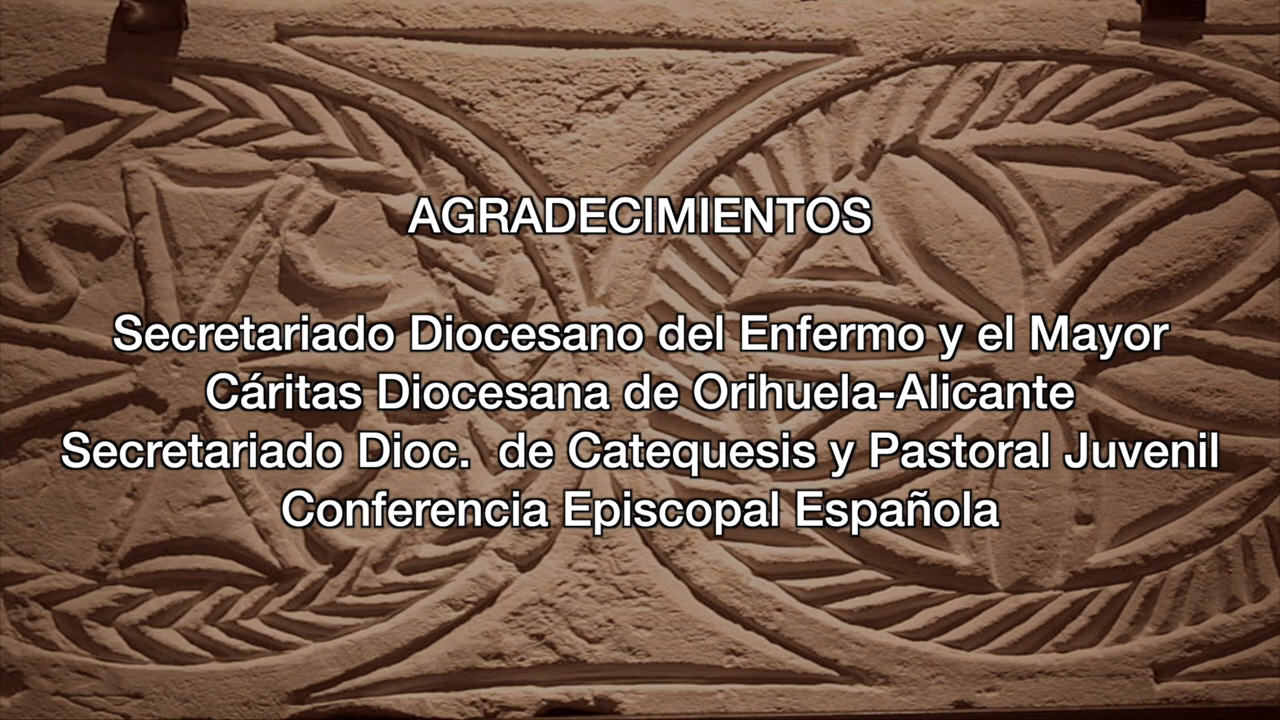 AGRADECIMIENTOS
Secretariado Diocesano del Enfermo y el Mayor
Cáritas Diocesana de Orihuela-Alicante
Secretariado Dioc.  de Catequesis y Pastoral Juvenil
Conferencia Episcopal Española